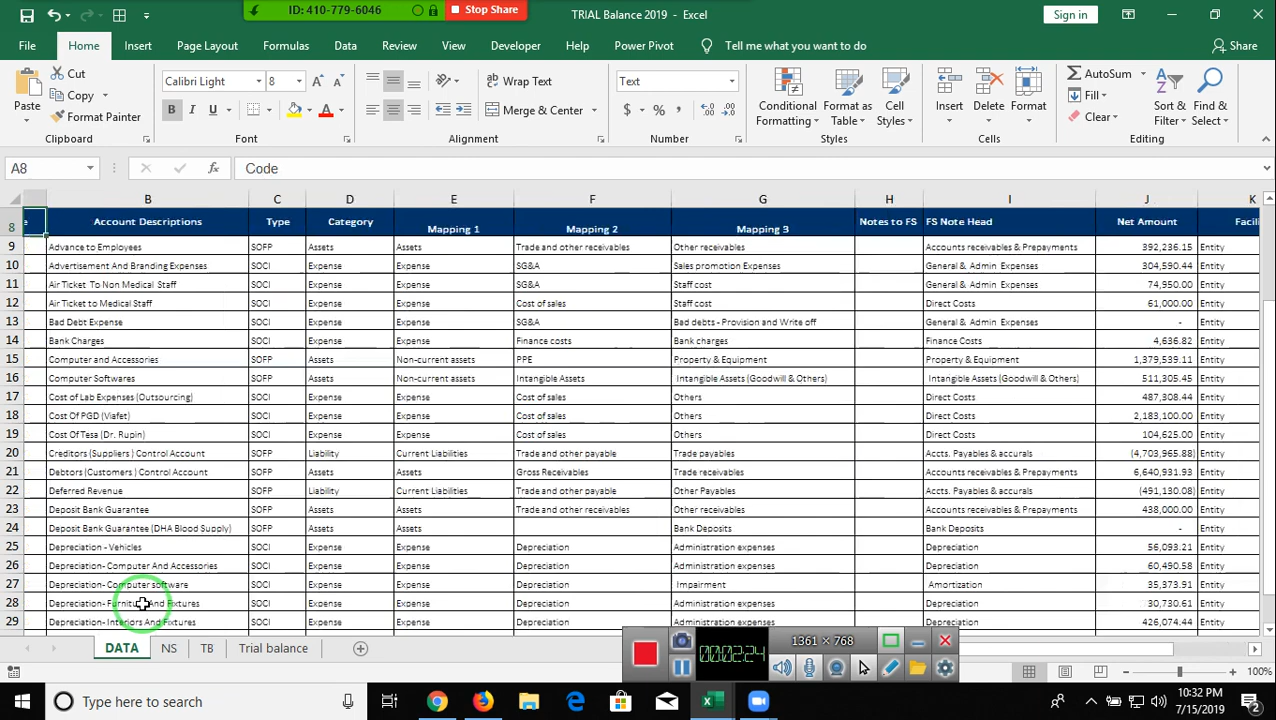 ID: 410-779-6046
Stop Share
TRIAL Balance 2019 - Excel
Sign in
File Home Insert Page Layout Formulas Data Review View Developer Help Power Pivot Tell me what you want to do Share
Paste
Cut
Copy
Format Painter
Clipboard
Calibri Light 8
Font
Wrap Text
Merge & Center
Alignment
Text
Number
Conditional Formatting
Format as Table
Cell Styles
Styles
Insert Delete Format
Cells
AutoSum
Fill
Clear
Sort & Filter
Find & Select
Editing
A8 Code
B C D E F G H I J K
8 e Account Descriptions Type Category Mapping 1 Mapping 2 Mapping 3 Notes to FS FS Note Head Net Amount Facili
9 Advance to Employees SOFP Assets Assets Trade and other receivables Other receivables Accounts receivables & Prepayments 392,236.15 Entity
10 Advertisement And Branding Expenses SOCI Expense Expense SG&A Sales promotion Expenses General & Admin Expenses 304,590.44 Entity
11 Air Ticket To Non Medical Staff SOCI Expense Expense SG&A Staff cost General & Admin Expenses 74,950.00 Entity
12 Air Ticket to Medical Staff SOCI Expense Expense Cost of sales Staff cost Direct Costs 61,000.00 Entity
13 Bad Debt Expense SOCI Expense Expense SG&A Bad debts - Provision and Write off General & Admin Expenses - Entity
14 Bank Charges SOCI Expense Expense Finance costs Bank charges Finance Costs 4,636.82 Entity
15 Computer and Accessories SOFP Assets Non-current assets PPE Property & Equipment Property & Equipment 1,379,539.11 Entity
16 Computer Softwares SOFP Assets Non-current assets Intangible Assets Intangible Assets (Goodwill & Others) Intangible Assets (Goodwill & Others) 511,305.45 Entity
17 Cost of Lab Expenses (Outsourcing) SOCI Expense Expense Cost of sales Others Direct Costs 487,308.44 Entity
18 Cost Of PGD (Viafet) SOCI Expense Expense Cost of sales Others Direct Costs 2,183,100.00 Entity
19 Cost Of Tesa (Dr. Rupin) SOCI Expense Expense Cost of sales Others Direct Costs 104,625.00 Entity
20 Creditors (Suppliers ) Control Account SOFP Liability Current Liabilities Trade and other payable Trade payables Accts. Payables & accurals (4,703,965.88) Entity
21 Debtors (Customers ) Control Account SOFP Assets Assets Gross Receivables Trade receivables Accounts receivables & Prepayments 6,640,931.93 Entity
22 Deferred Revenue SOFP Liability Current Liabilities Trade and other payable Other Payables Accts. Payables & accurals (491,130.08) Entity
23 Deposit Bank Guarantee SOFP Assets Assets Trade and other receivables Other receivables Accounts receivables & Prepayments 438,000.00 Entity
24 Deposit Bank Guarantee (DHA Blood Supply) SOFP Assets Assets Bank Deposits Bank Deposits - Entity
25 Depreciation - Vehicles SOCI Expense Expense Depreciation Administration expenses Depreciation 56,093.21 Entity
26 Depreciation- Computer And Accessories SOCI Expense Expense Depreciation Administration expenses Depreciation 60,490.58 Entity
27 Depreciation- Computer software SOCI Expense Expense Depreciation Impairment Amortization 35,373.91 Entity
28 Depreciation- Furniture And Fixtures SOCI Expense Expense Depreciation Administration expenses Depreciation 30,730.61 Entity
29 Depreciation- Interiors And Fixtures SOCI Expense Expense Depreciation Administration expenses Depreciation 426,074.44 Entity
DATA NS TB Trial balance
00:02:24
1361 × 768
100%
Type here to search
10:32 PM
7/15/2019
2